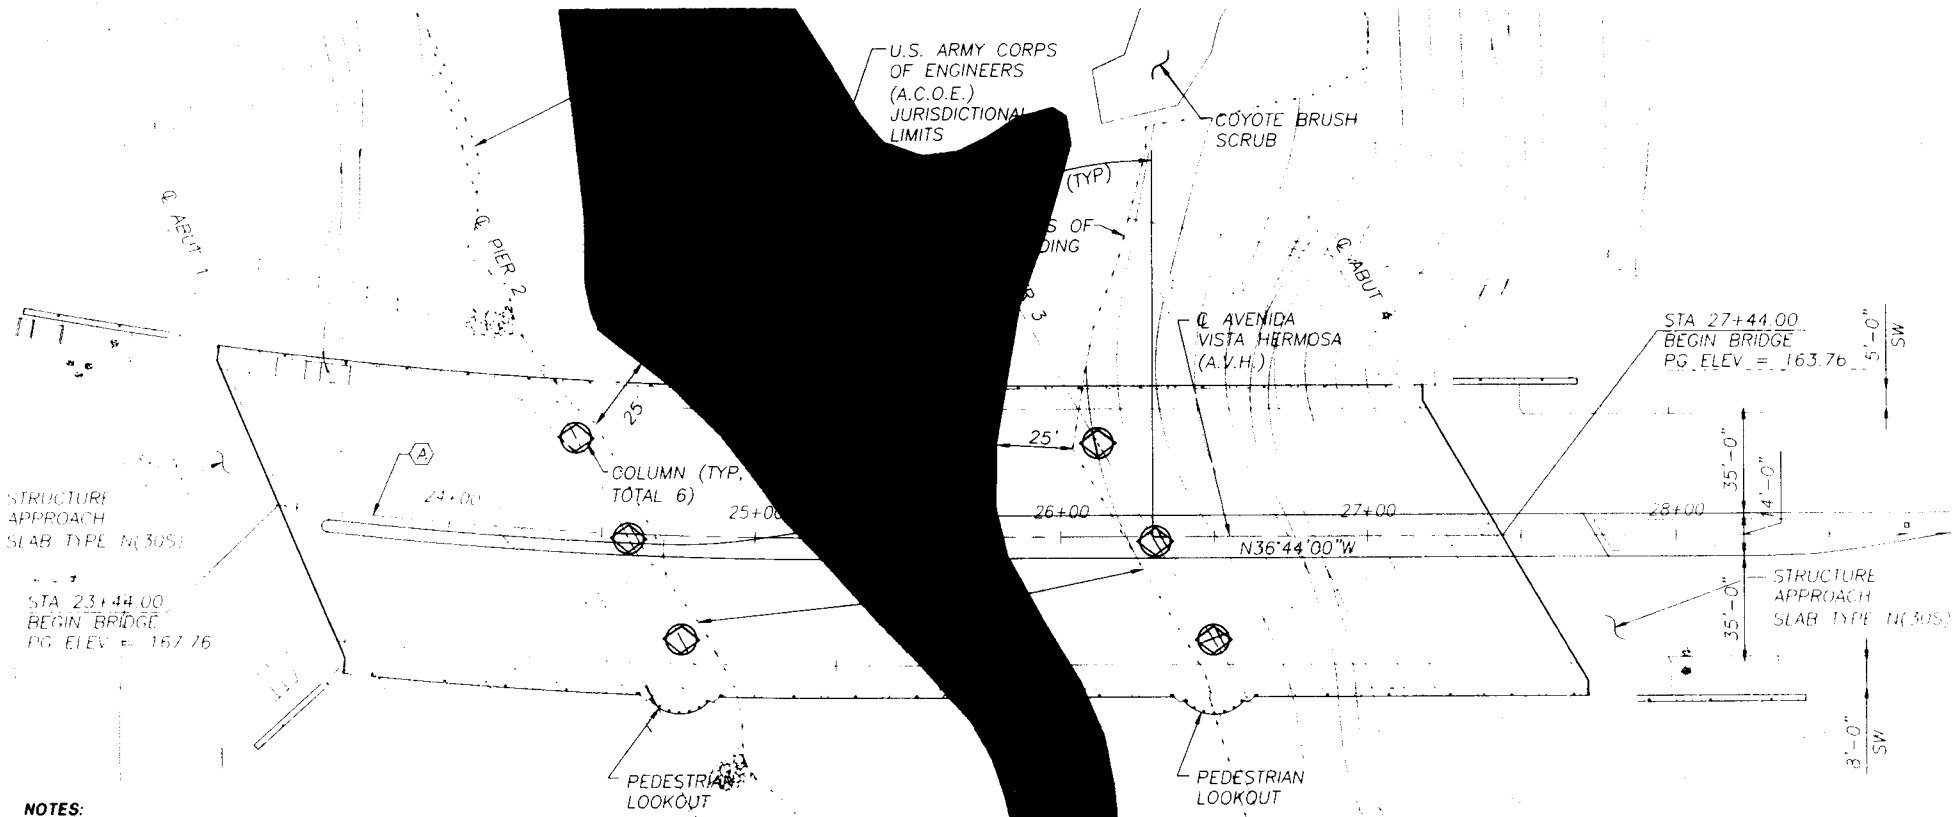 U.S. ARMY CORPS
OF ENGINEERS
(A.C.O.E.)
JURISDICTIONAL
LIMITS
COYOTE BRUSH
SCRUB
(TYP)
OF
℄ ABUT 1
℄ PIER 2
3
℄ ABUT
℄ AVENIDA
VISTA HERMOSA
(A.V.H.)
STA 27+44.00
BEGIN BRIDGE
PG ELEV = 163.76
5'-0"
SW
25
25'
A
COLUMN (TYP,
TOTAL 6)
24+00
25+00
26+00
27+00
28+00
N36°44'00"W
35'-0"
14'-0"
35'-0"
8'-0"
SW
STRUCTURE
APPROACH
SLAB TYPE N(30S)
STA 23+44.00
BEGIN BRIDGE
PG ELEV = 167.76
STRUCTURE
APPROACH
SLAB TYPE N(30S)
PEDESTRIAN
LOOKOUT
PEDESTRIAN
LOOKOUT
NOTES: